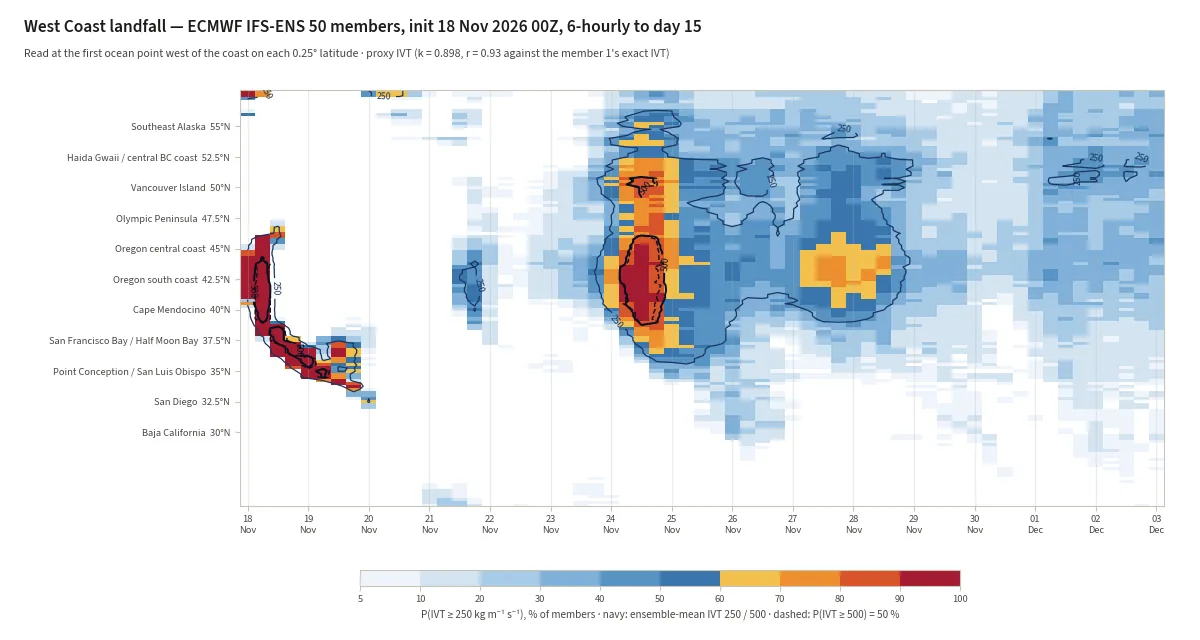 West Coast landfall — ECMWF IFS-ENS 50 members, init 18 Nov 2026 00Z, 6-hourly to day 15
Read at the first ocean point west of the coast on each 0.25° latitude · proxy IVT (k = 0.898, r = 0.93 against the member 1's exact IVT)
250
250
Southeast Alaska 55°N
250
Haida Gwaii / central BC coast 52.5°N
250
250
Vancouver Island 50°N
250
250
Olympic Peninsula 47.5°N
Oregon central coast 45°N
500
Oregon south coast 42.5°N
250
250
Cape Mendocino 40°N
250
San Francisco Bay / Half Moon Bay 37.5°N
Point Conception / San Luis Obispo 35°N
San Diego 32.5°N
Baja California 30°N
18 19 20 21 22 23 24 25 26 27 28 29 30 01 02 03
Nov Nov Nov Nov Nov Nov Nov Nov Nov Nov Nov Nov Nov Dec Dec Dec
5 10 20 30 40 50 60 70 80 90 100
P(IVT ≥ 250 kg m⁻¹ s⁻¹), % of members · navy: ensemble-mean IVT 250 / 500 · dashed: P(IVT ≥ 500) = 50 %